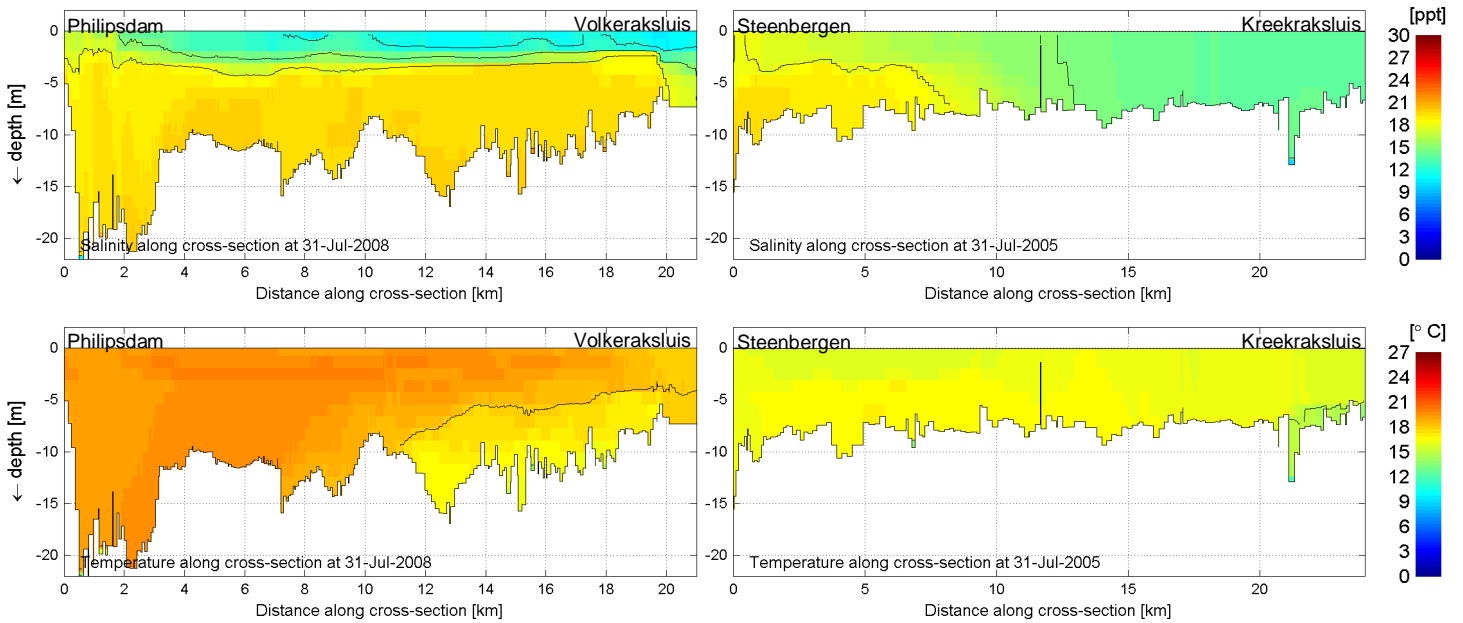 Philipsdam
Volkeraksluis
Steenbergen
Kreekraksluis
[ppt]
← depth [m]
0
-5
-10
-15
-20
Salinity along cross-section at 31-Jul-2008
0 2 4 6 8 10 12 14 16 18 20
Distance along cross-section [km]
0
-5
-10
-15
-20
Salinity along cross-section at 31-Jul-2005
0 5 10 15 20
Distance along cross-section [km]
30
27
24
21
18
15
12
9
6
3
0
Philipsdam
Volkeraksluis
Steenbergen
Kreekraksluis
[° C]
← depth [m]
0
-5
-10
-15
-20
Temperature along cross-section at 31-Jul-2008
0 2 4 6 8 10 12 14 16 18 20
Distance along cross-section [km]
0
-5
-10
-15
-20
Temperature along cross-section at 31-Jul-2005
0 5 10 15 20
Distance along cross-section [km]
27
24
21
18
15
12
9
6
3
0